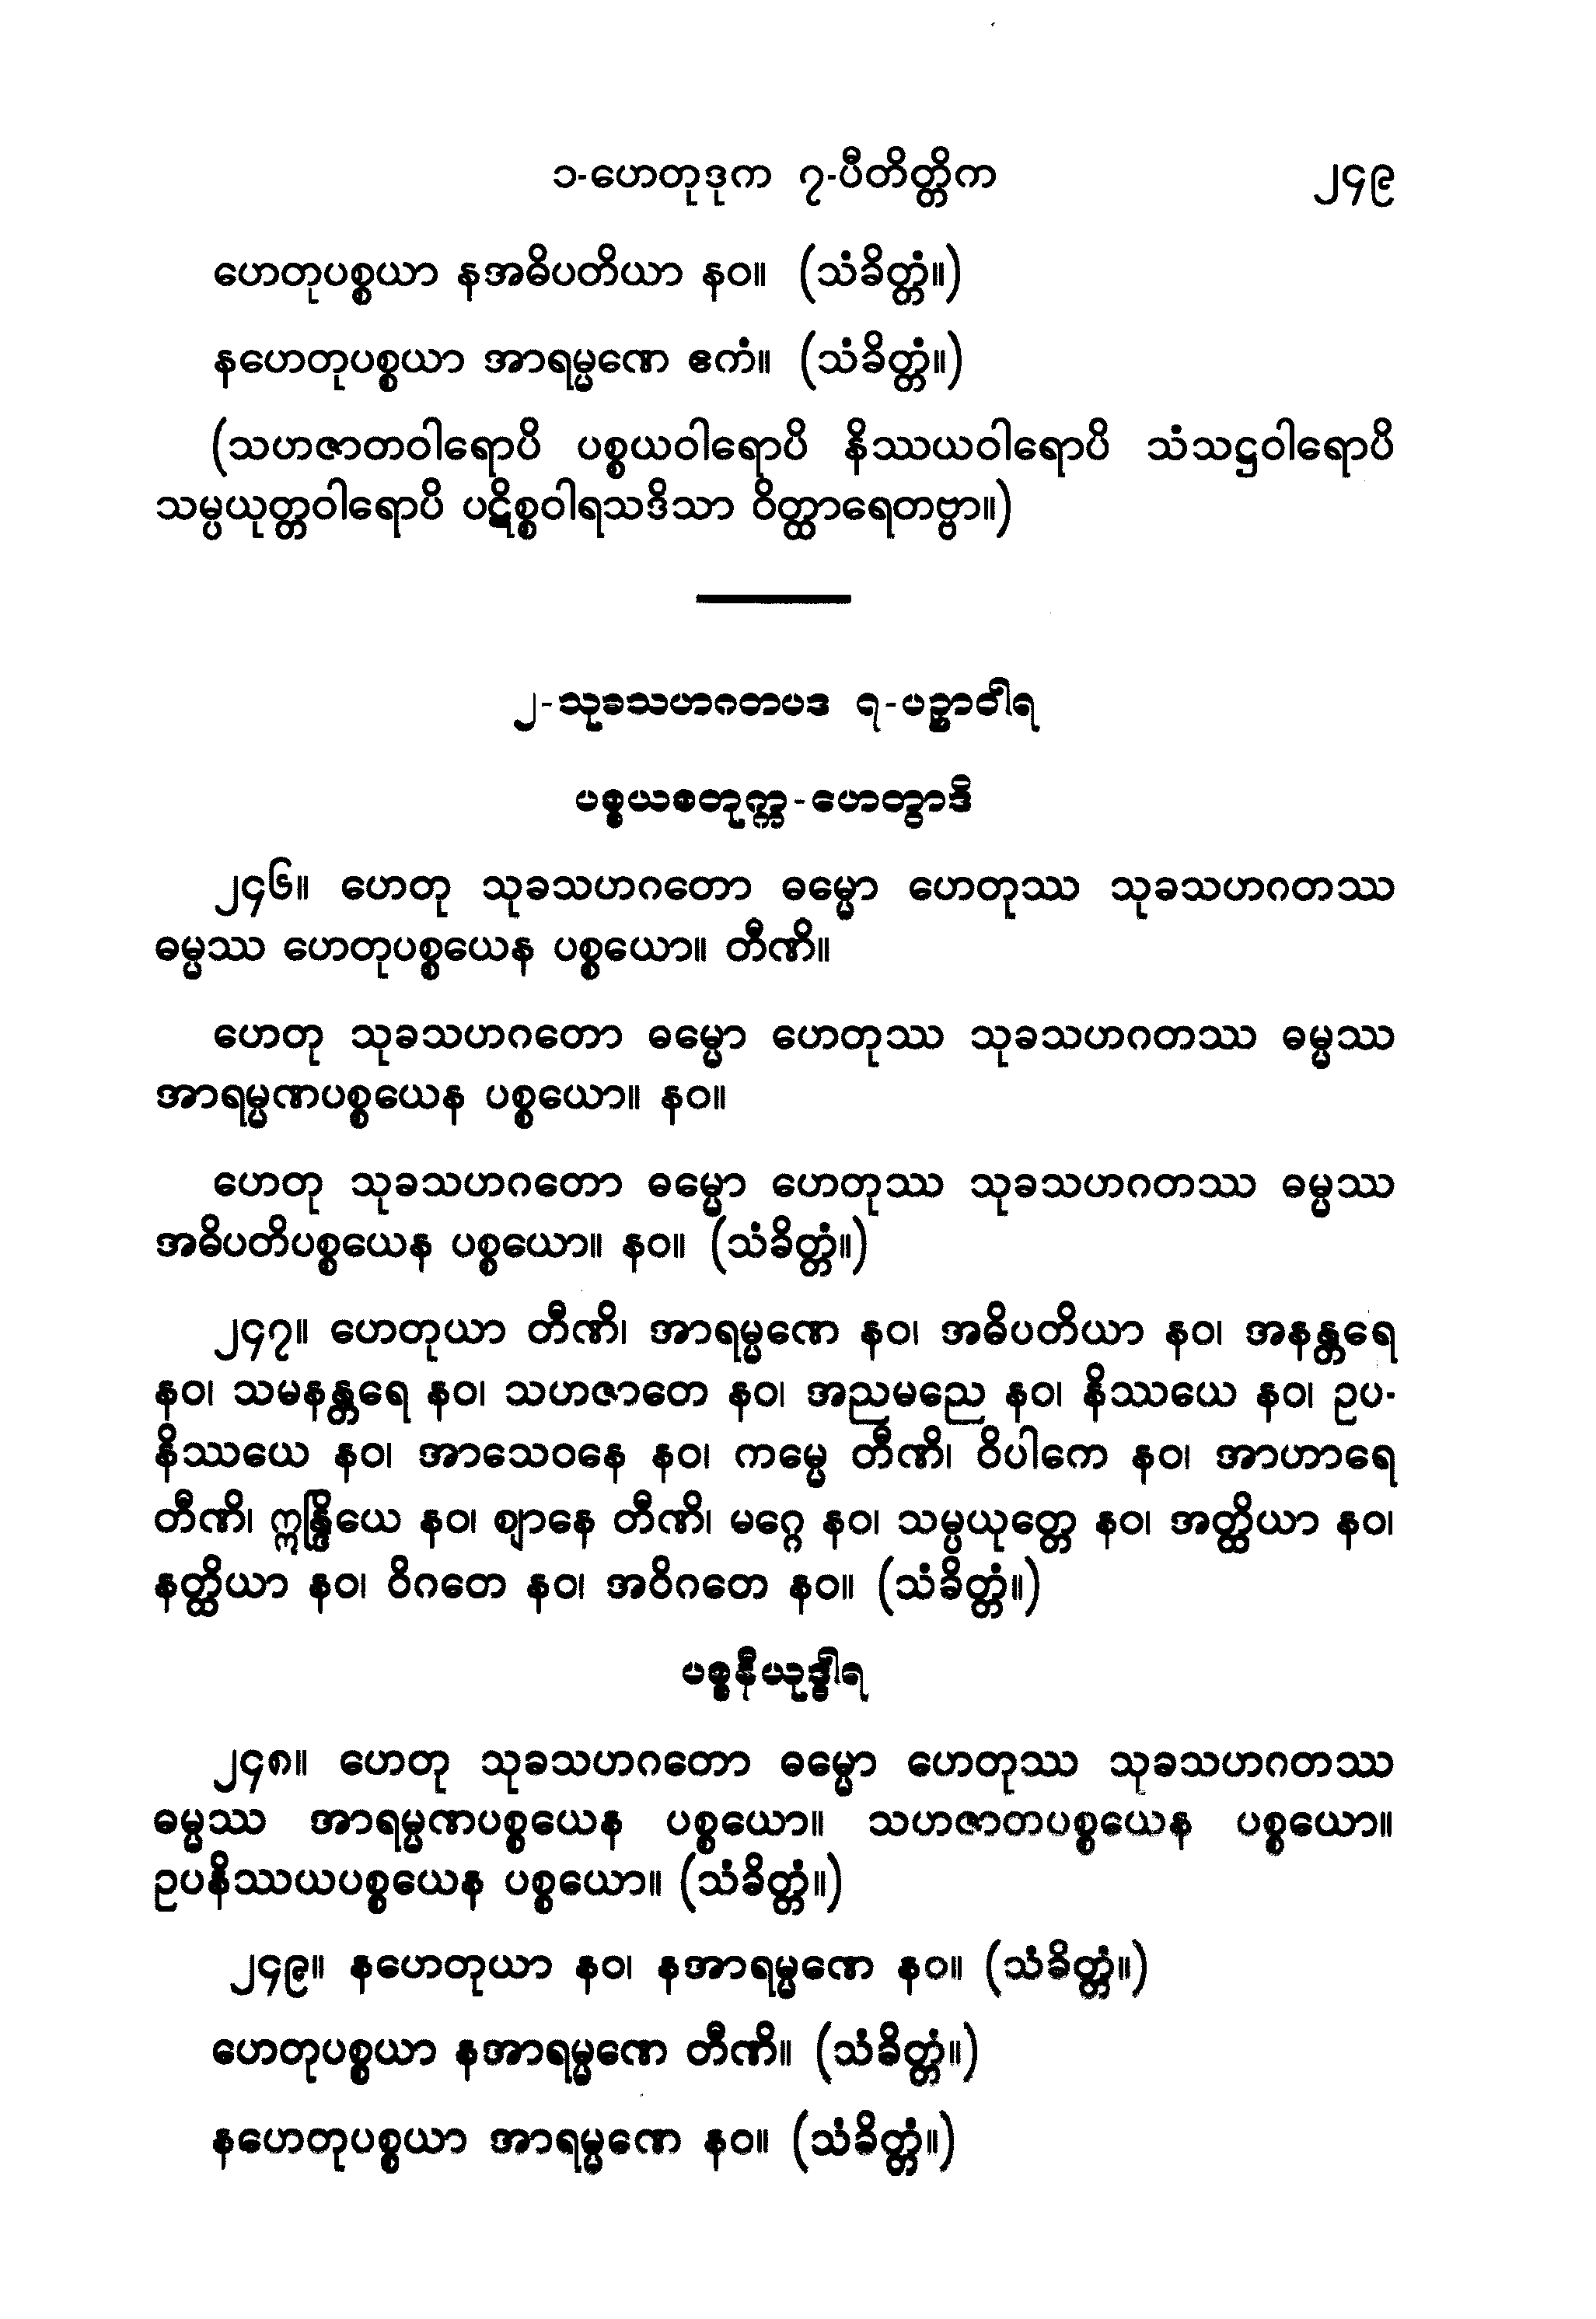 ၁-ဟေတုဒုက ၇-ပီတိတ္တိက ၂၄၉
ဟေတုပစ္စယာ နအဓိပတိယာ နဝ။ (သံခိတ္တံ။)
နဟေတုပစ္စယာ အာရမ္မဏေ ဧကံ။ (သံခိတ္တံ။)
(သဟဇာတဝါရောပိ ပစ္စယဝါရောပိ နိဿယဝါရောပိ သံသဋ္ဌဝါရောပိ
သမ္ပယုတ္တဝါရောပိ ပဋိစ္စဝါရသဒိသာ ဝိတ္ထာရေတဗ္ဗာ။)
၂-သုခသဟဂတပဒ ၇-ပဉှာဝါရ
ပစ္စယစတုက္က-ဟေတွာဒိ
၂၄၆။ ဟေတု သုခသဟဂတော ဓမ္မော ဟေတုဿ သုခသဟဂတဿ
ဓမ္မဿ ဟေတုပစ္စယေန ပစ္စယော။ တီဏိ။
ဟေတု သုခသဟဂတော ဓမ္မော ဟေတုဿ သုခသဟဂတဿ ဓမ္မဿ
အာရမ္မဏပစ္စယေန ပစ္စယော။ နဝ။
ဟေတု သုခသဟဂတော ဓမ္မော ဟေတုဿ သုခသဟဂတဿ ဓမ္မဿ
အဓိပတိပစ္စယေန ပစ္စယော။ နဝ။ (သံခိတ္တံ။)
၂၄၇။ ဟေတုယာ တီဏိ၊ အာရမ္မဏေ နဝ၊ အဓိပတိယာ နဝ၊ အနန္တရေ
နဝ၊ သမနန္တရေ နဝ၊ သဟဇာတေ နဝ၊ အညမညေ နဝ၊ နိဿယေ နဝ၊ ဥပ-
နိဿယေ နဝ၊ အာသေဝနေ နဝ၊ ကမ္မေ တီဏိ၊ ဝိပါကေ နဝ၊ အာဟာရေ
တီဏိ၊ ဣန္ဒြိယေ နဝ၊ ဈာနေ တီဏိ၊ မဂ္ဂေ နဝ၊ သမ္ပယုတ္တေ နဝ၊ အတ္ထိယာ နဝ၊
နတ္ထိယာ နဝ၊ ဝိဂတေ နဝ၊ အဝိဂတေ နဝ။ (သံခိတ္တံ။)
ပစ္စနီယုဒ္ဓါရ
၂၄၈။ ဟေတု သုခသဟဂတော ဓမ္မော ဟေတုဿ သုခသဟဂတဿ
ဓမ္မဿ အာရမ္မဏပစ္စယေန ပစ္စယော။ သဟဇာတပစ္စယေန ပစ္စယော။
ဥပနိဿယပစ္စယေန ပစ္စယော။ (သံခိတ္တံ။)
၂၄၉။ နဟေတုယာ နဝ၊ နအာရမ္မဏေ နဝ။ (သံခိတ္တံ။)
ဟေတုပစ္စယာ နအာရမ္မဏေ တီဏိ။ (သံခိတ္တံ။)
နဟေတုပစ္စယာ အာရမ္မဏေ နဝ။ (သံခိတ္တံ။)